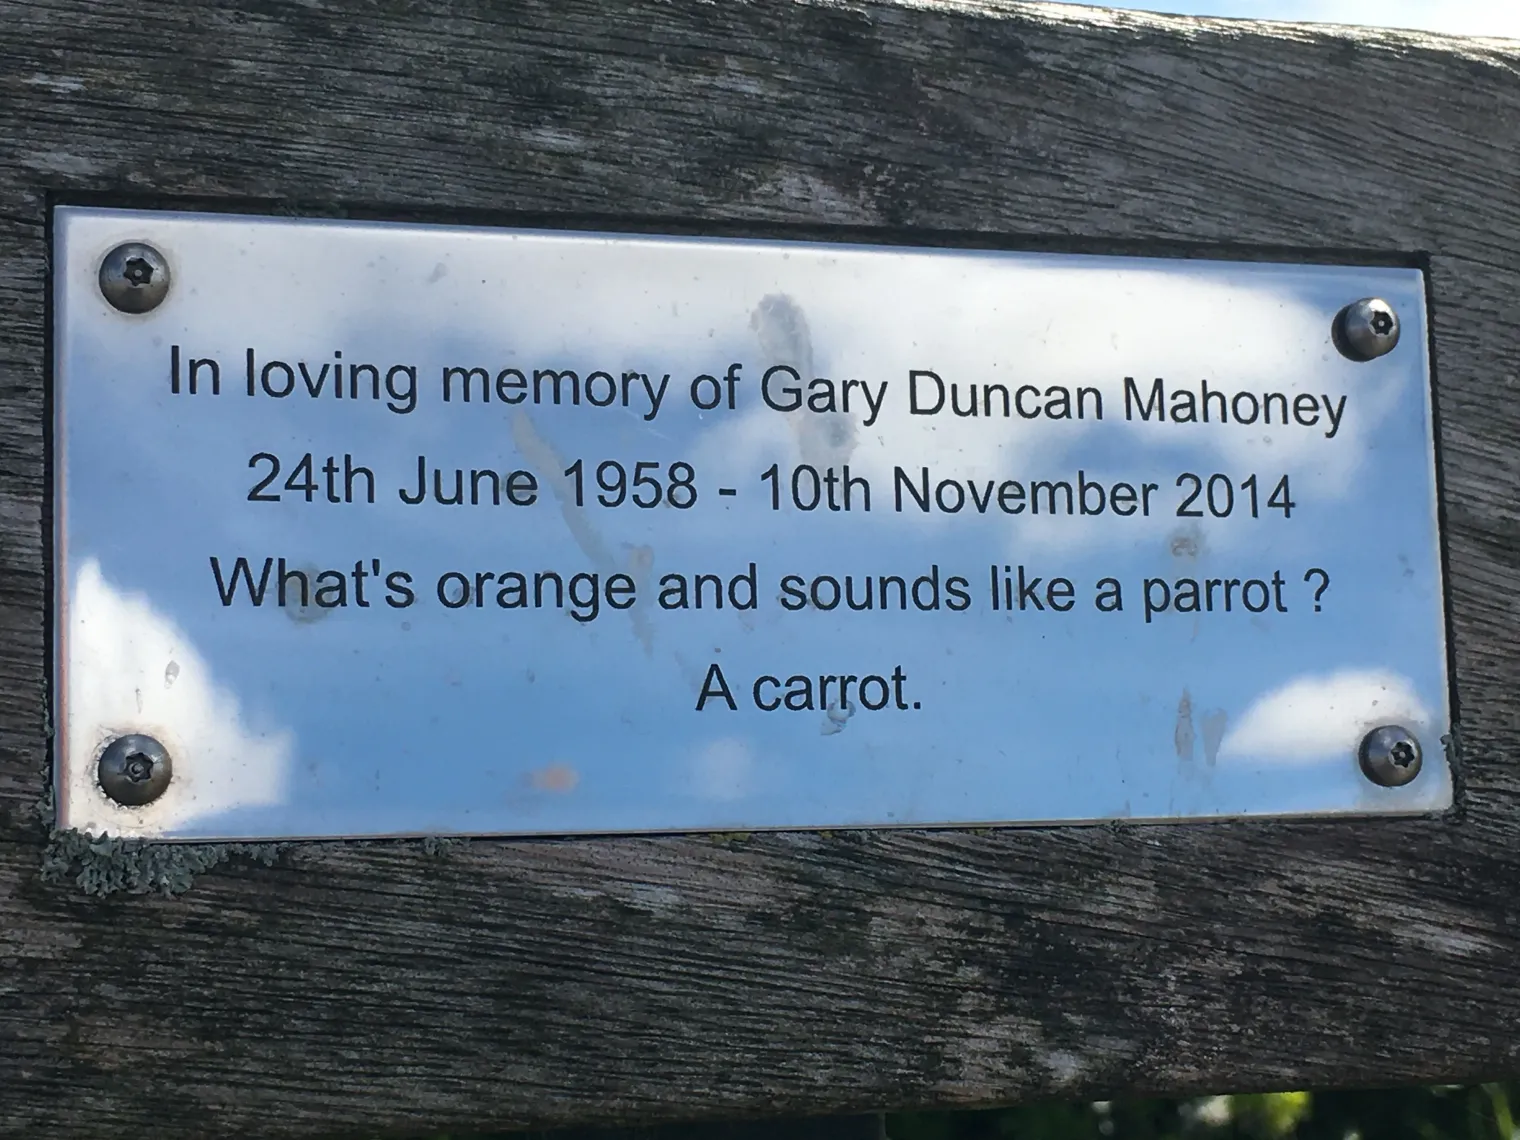 In loving memory of Gary Duncan Mahoney
24th June 1958 - 10th November 2014
What's orange and sounds like a parrot ?
A carrot.